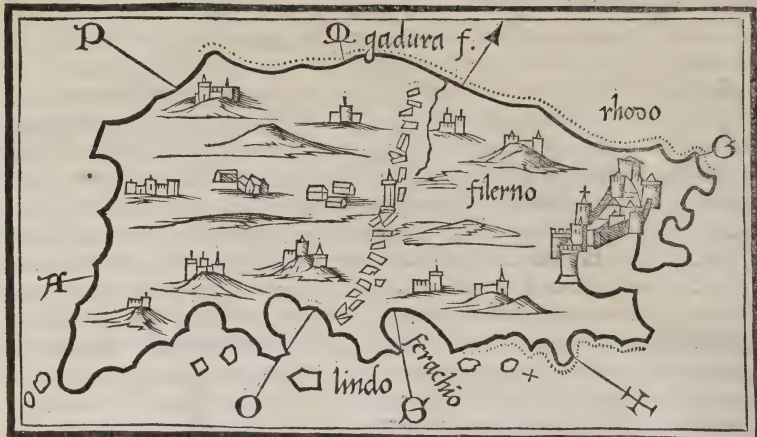 P
M gadura f.
rhodo
G
filerno
A
O
lindo
ferachio
S